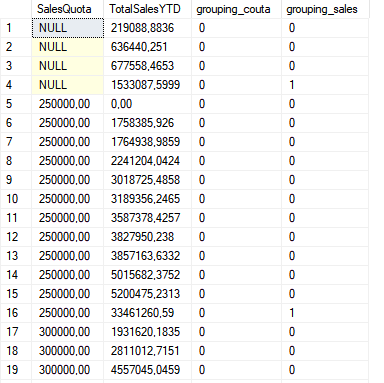 SalesQuota TotalSalesYTD grouping_couta grouping_sales
1 NULL 219088,8836 0 0
2 NULL 636440,251 0 0
3 NULL 677558,4653 0 0
4 NULL 1533087,5999 0 1
5 250000,00 0,00 0 0
6 250000,00 1758385,926 0 0
7 250000,00 1764938,9859 0 0
8 250000,00 2241204,0424 0 0
9 250000,00 3018725,4858 0 0
10 250000,00 3189356,2465 0 0
11 250000,00 3587378,4257 0 0
12 250000,00 3827950,238 0 0
13 250000,00 3857163,6332 0 0
14 250000,00 5015682,3752 0 0
15 250000,00 5200475,2313 0 0
16 250000,00 33461260,59 0 1
17 300000,00 1931620,1835 0 0
18 300000,00 2811012,7151 0 0
19 300000,00 4557045,0459 0 0